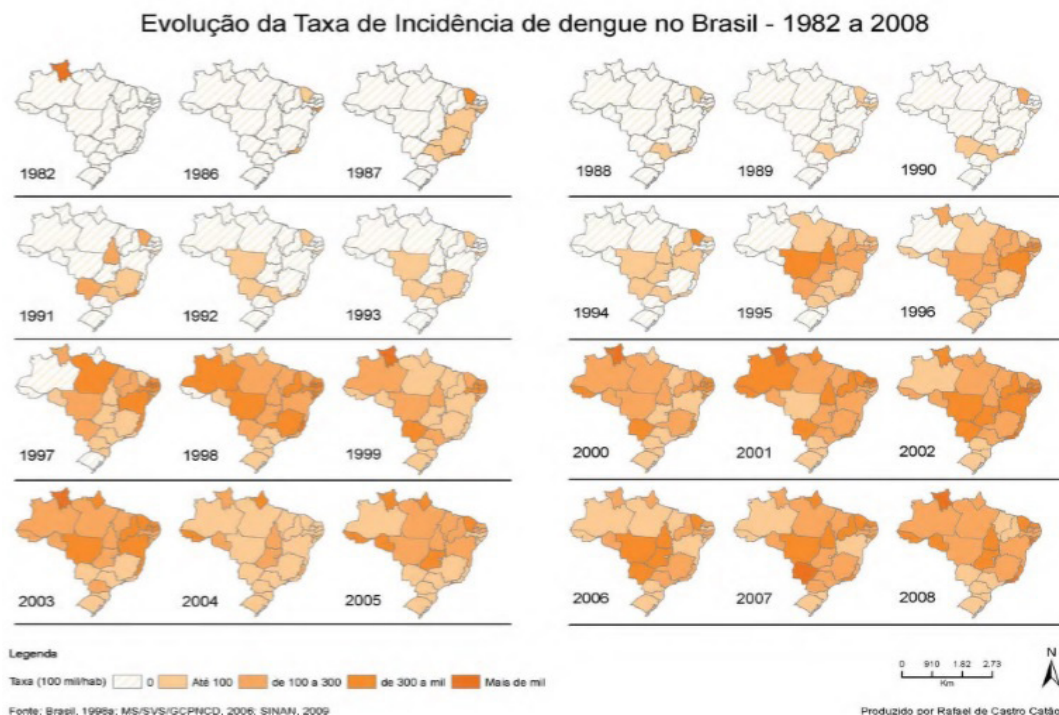 Evolução da Taxa de Incidência de dengue no Brasil - 1982 a 2008
1982 1986 1987 1988 1989 1990
1991 1992 1993 1994 1995 1996
1997 1998 1999 2000 2001 2002
2003 2004 2005 2006 2007 2008
Legenda
Taxa (100 mil/hab) 0 Até 100 de 100 a 300 de 300 a mil Mais de mil
0 910 1.82 2,73
Km
N
Fonte: Brasil, 1998a; MS/SVS/GCPNCD, 2006; SINAN, 2009
Produzido por Rafael de Castro Catão